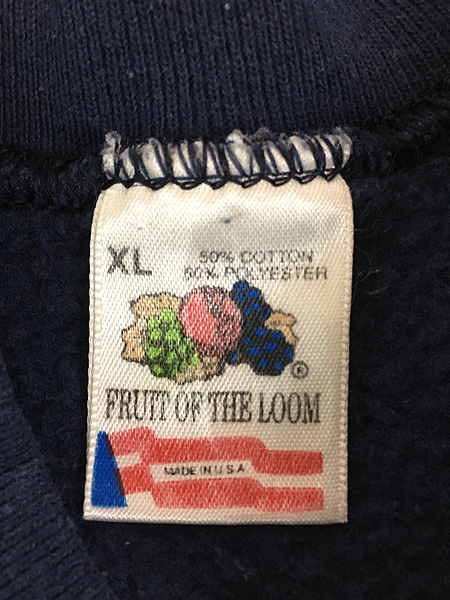 XL
50% COTTON
50% POLYESTER
®
FRUIT OF THE LOOM
MADE IN U.S.A